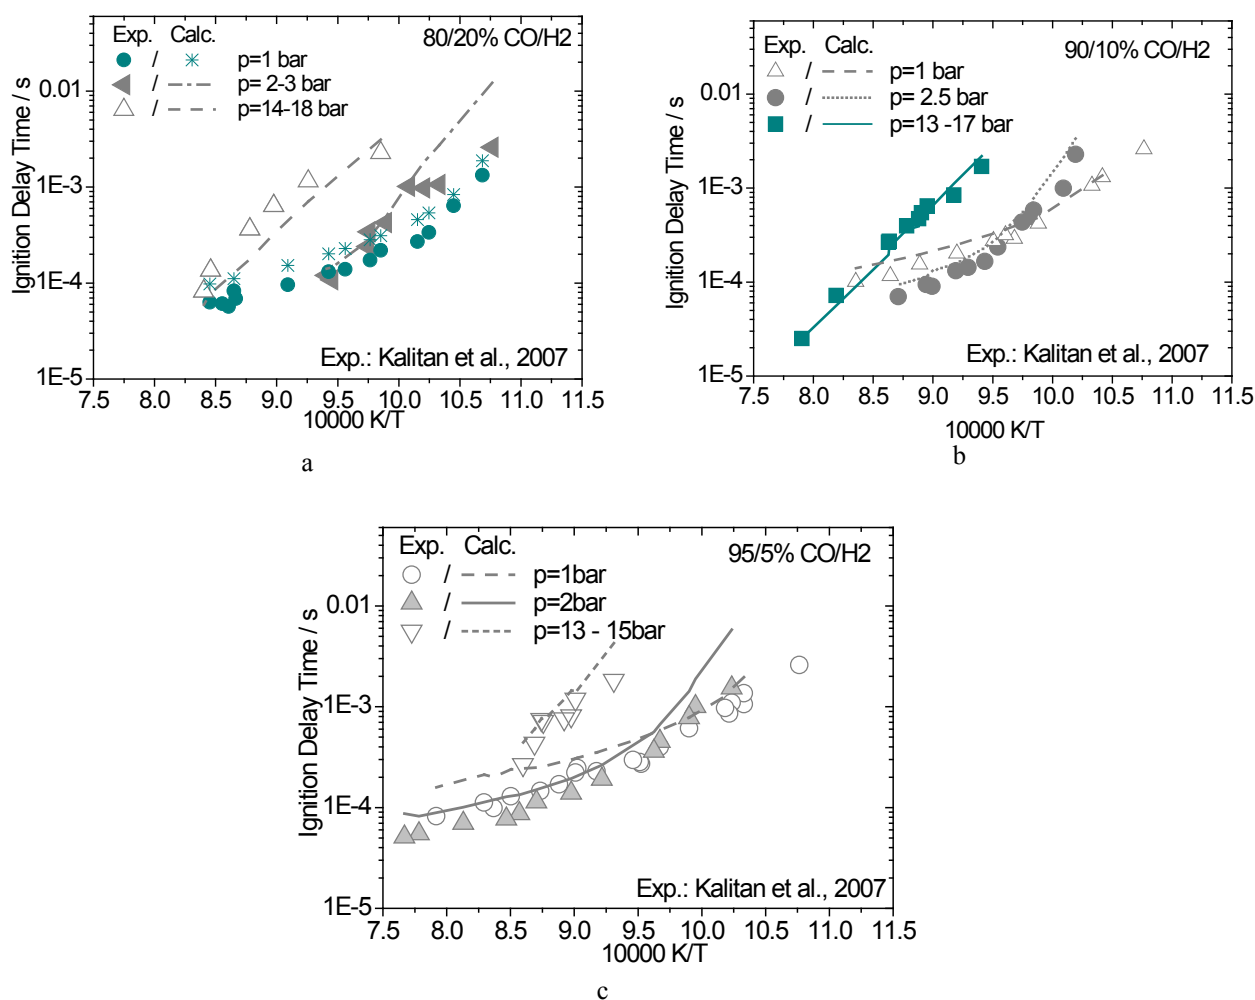 Exp. Calc. 80/20% CO/H2
/ p=1 bar
/ p= 2-3 bar
/ p=14-18 bar
0.01
1E-3
1E-4
1E-5
Ignition Delay Time / s
Exp.: Kalitan et al., 2007
7.5 8.0 8.5 9.0 9.5 10.0 10.5 11.0 11.5
10000 K/T
a
Exp. Calc. 90/10% CO/H2
/ p=1 bar
/ p= 2.5 bar
/ p=13 -17 bar
0.01
1E-3
1E-4
1E-5
Ignition Delay Time / s
Exp.: Kalitan et al., 2007
7.5 8.0 8.5 9.0 9.5 10.0 10.5 11.0 11.5
10000 K/T
b
Exp. Calc. 95/5% CO/H2
/ p=1bar
/ p=2bar
/ p=13 - 15bar
0.01
1E-3
1E-4
1E-5
Ignition Delay Time / s
Exp.: Kalitan et al., 2007
7.5 8.0 8.5 9.0 9.5 10.0 10.5 11.0 11.5
10000 K/T
c